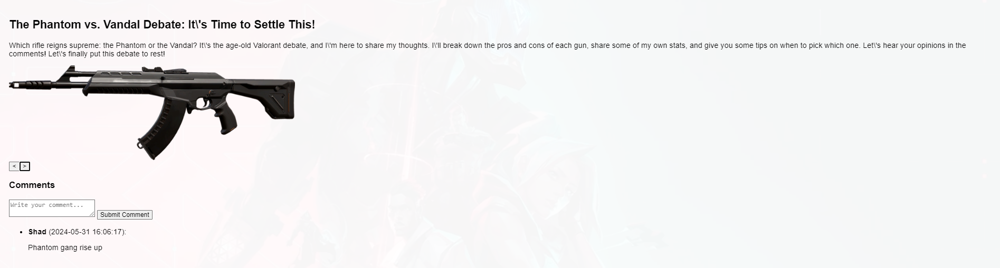 The Phantom vs. Vandal Debate: It\'s Time to Settle This!
Which rifle reigns supreme: the Phantom or the Vandal? It\'s the age-old Valorant debate, and I\'m here to share my thoughts. I\'ll break down the pros and cons of each gun, share some of my own stats, and give you some tips on when to pick which one. Let\'s hear your opinions in the
comments! Let\'s finally put this debate to rest!
< >
Comments
Write your comment...
Submit Comment
• Shad (2024-05-31 16:06:17):
Phantom gang rise up